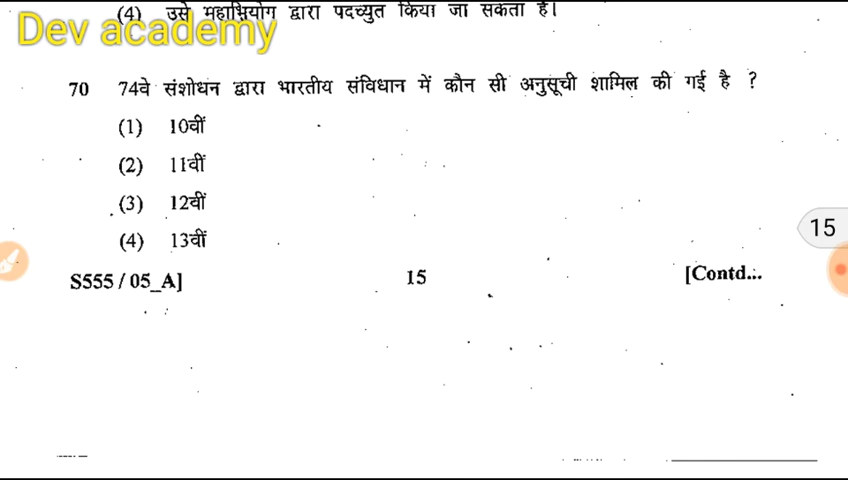 (4) उसे महाभियोग द्वारा पदच्युत किया जा सकता है।
Dev academy
70 74वे संशोधन द्वारा भारतीय संविधान में कौन सी अनुसूची शामिल की गई है ?
(1) 10वीं
(2) 11वीं
(3) 12वीं
(4) 13वीं
15
S555 / 05_A] 15 [Contd...